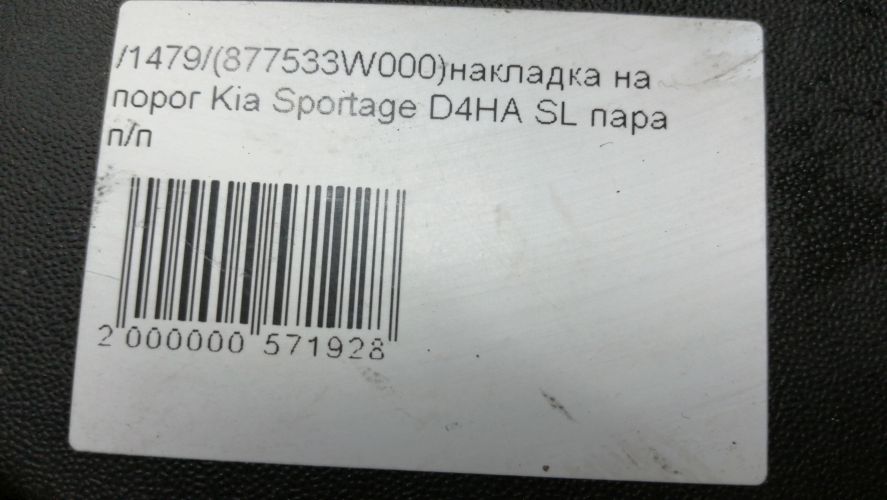 /1479/(877533W000)накладка на
порог Kia Sportage D4HA SL пара
п/п
2 000000 571928